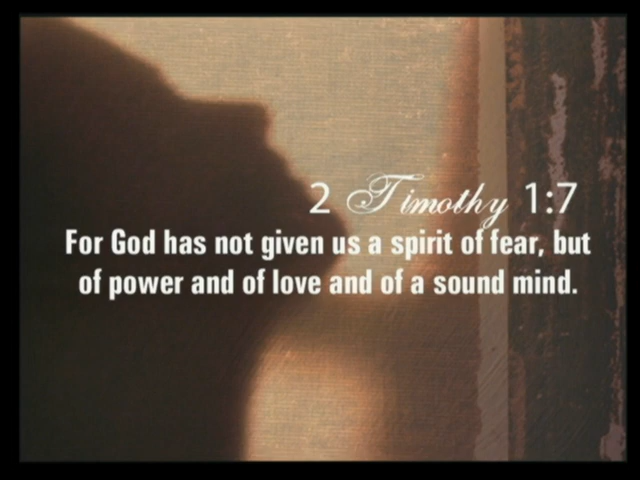 2 Timothy 1:7
For God has not given us a spirit of fear, but
of power and of love and of a sound mind.